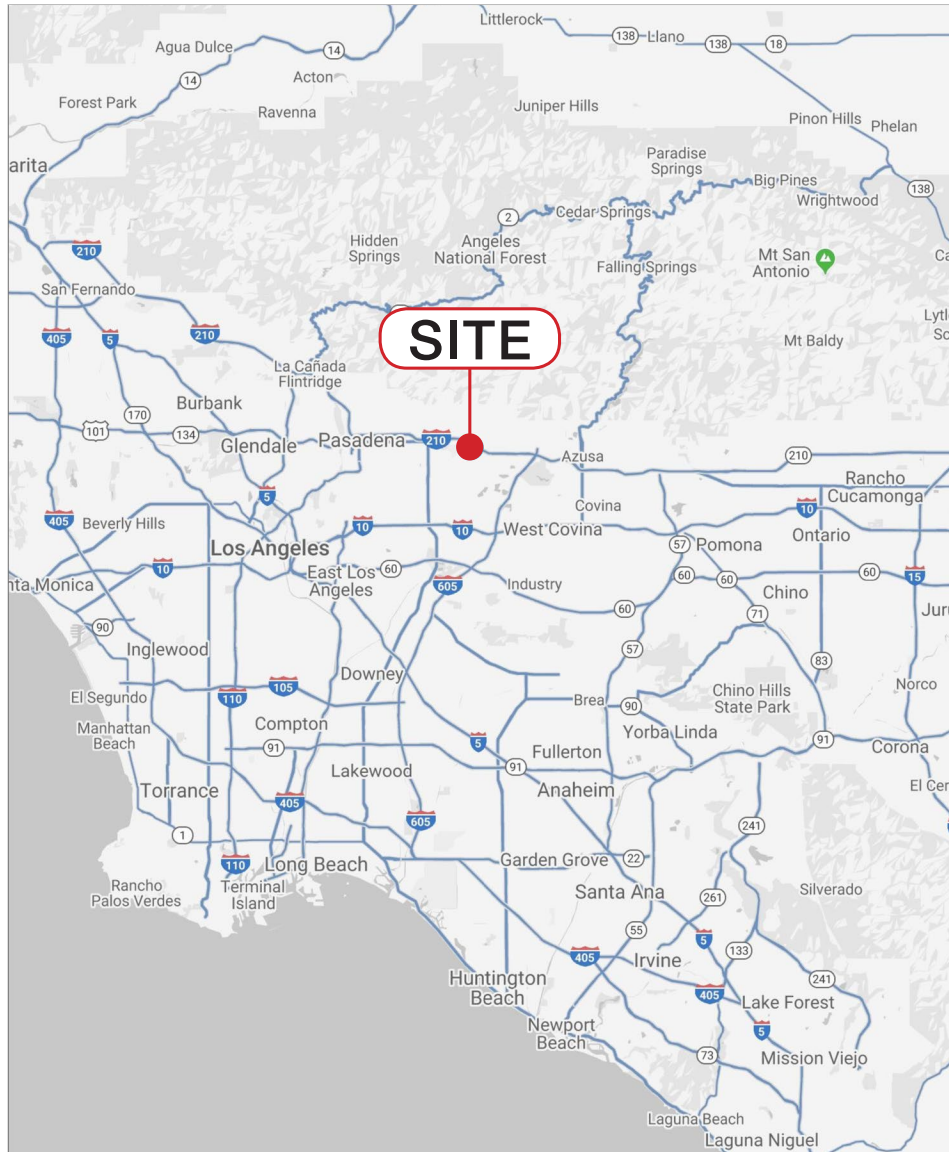 Littlerock
138
Llano
138
18
Agua Dulce
14
Acton
14
Forest Park
Ravenna
Juniper Hills
Pinon Hills
Phelan
arita
Paradise
Springs
Big Pines
Wrightwood
138
2
Cedar Springs
210
Hidden
Springs
Angeles
National Forest
Falling Springs
Mt San
Antonio
Ca
San Fernando
405
5
210
SITE
Lytle
Mt Baldy
La Cañada
Flintridge
Burbank
170
101
134
Glendale
Pasadena
210
Azusa
210
Rancho
Cucamonga
5
405
Beverly Hills
Covina
10
10
West Covina
10
Ontario
Los Angeles
57
Pomona
nta Monica
10
East Los
Angeles
60
605
Industry
60
60
60
15
Chino
60
71
Jur
90
Inglewood
57
83
Downey
Norco
El Segundo
110
105
Brea
90
Chino Hills
State Park
Manhattan
Beach
Compton
91
5
Fullerton
Yorba Linda
91
Corona
Lakewood
91
Anaheim
El Cer
Torrance
405
605
1
241
110
Long Beach
Garden Grove
22
Rancho
Palos Verdes
Terminal
Island
Santa Ana
261
Silverado
55
5
133
405
Irvine
241
Huntington
Beach
405
Lake Forest
Newport
Beach
5
73
Mission Viejo
Laguna Beach
Laguna Niguel